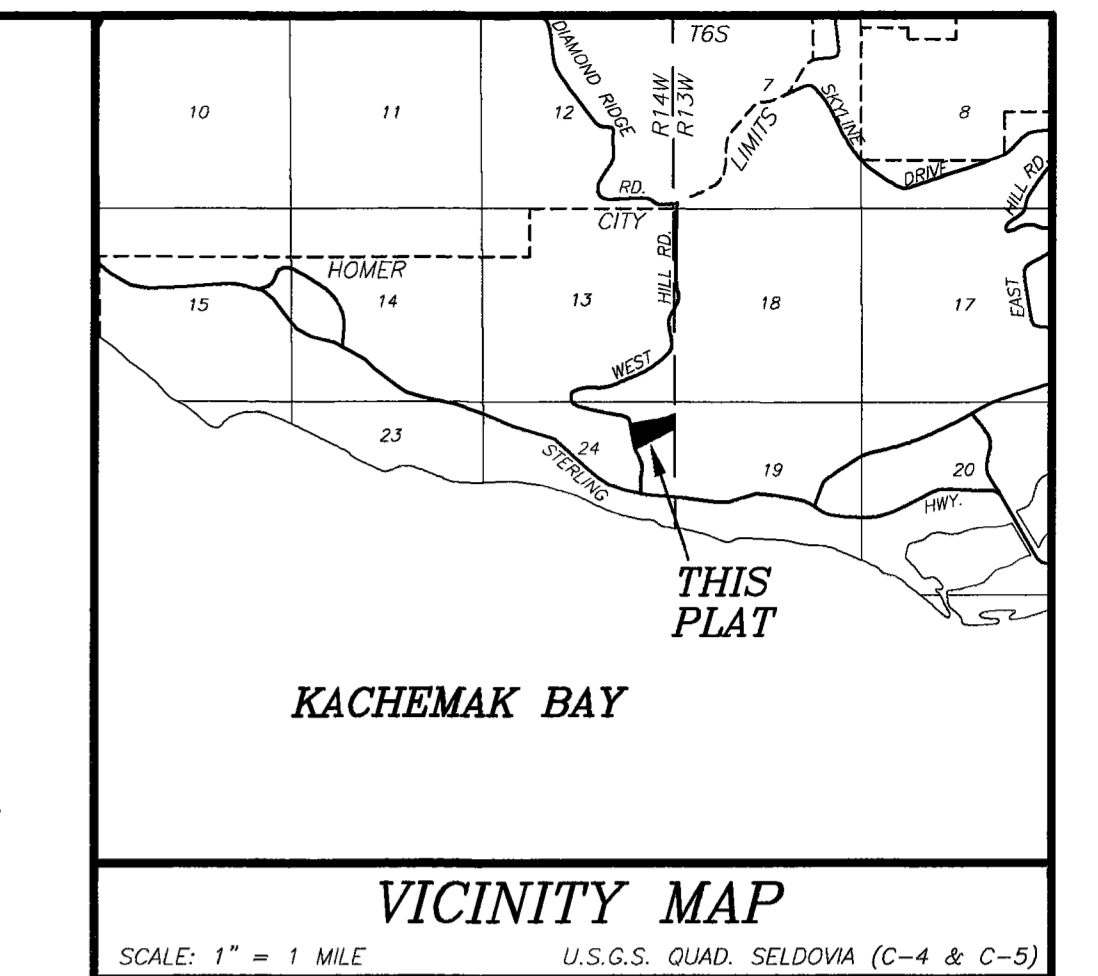 T6S
DIAMOND RIDGE
RD.
R14W
R13W
10
11
12
7
8
SKYLINE
DRIVE
LIMITS
HILL RD.
CITY
HOMER
HILL RD.
15
14
13
18
17
EAST
WEST
23
24
19
20
STERLING
HWY.
THIS
PLAT
KACHEMAK BAY
VICINITY MAP
SCALE: 1" = 1 MILE
U.S.G.S. QUAD. SELDOVIA (C-4 & C-5)